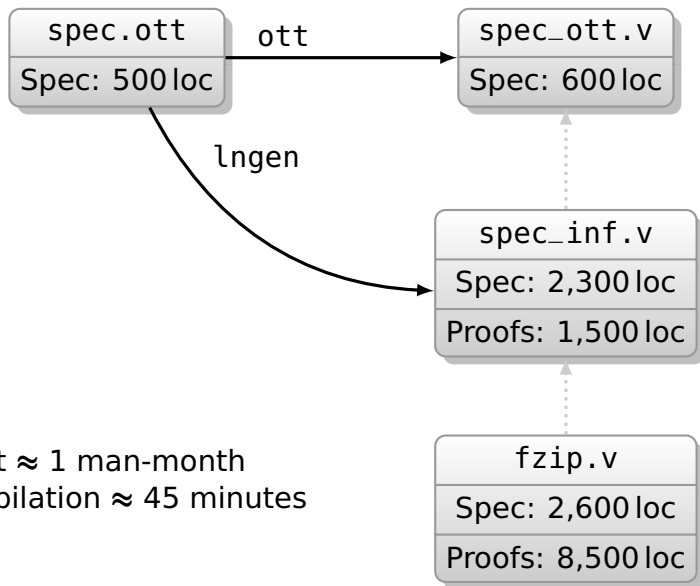 spec.ott
Spec: 500 loc
ott
spec_ott.v
Spec: 600 loc
lngen
spec_inf.v
Spec: 2,300 loc
Proofs: 1,500 loc
≈ 1 man-month
≈ 45 minutes
fzip.v
Spec: 2,600 loc
Proofs: 8,500 loc